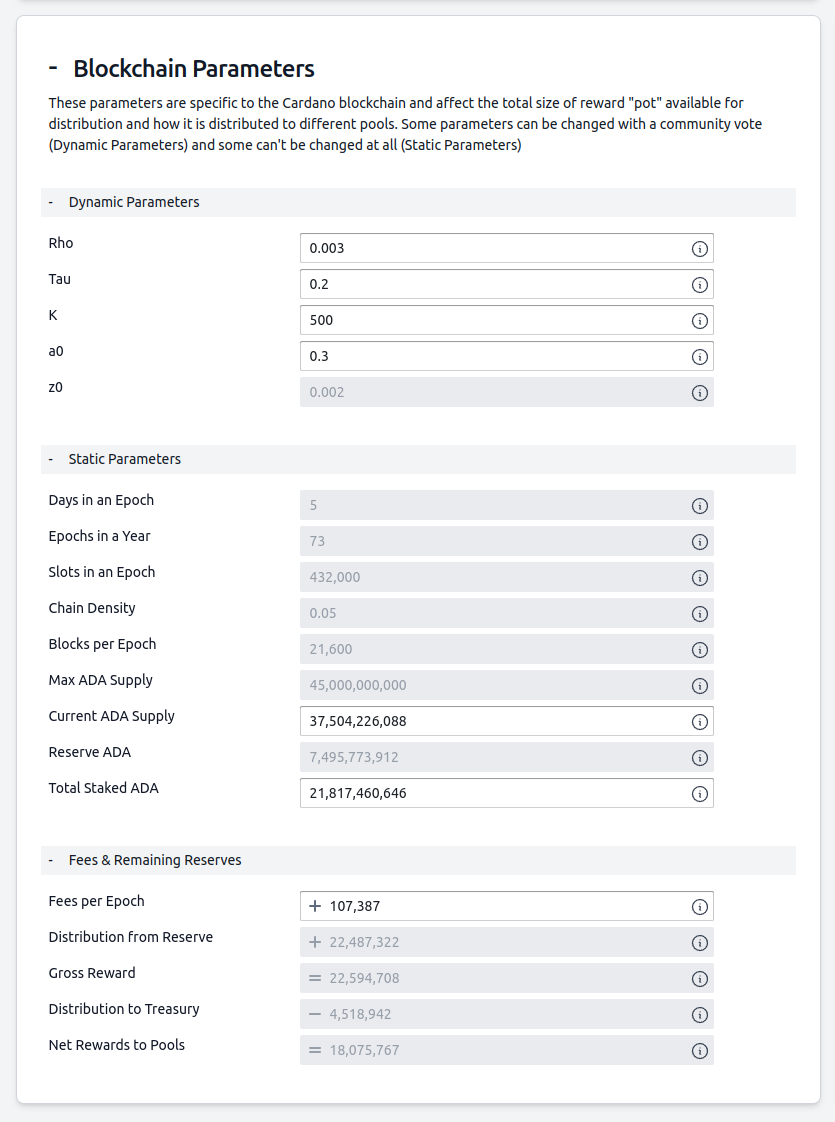 - Blockchain Parameters
These parameters are specific to the Cardano blockchain and affect the total size of reward "pot" available for
distribution and how it is distributed to different pools. Some parameters can be changed with a community vote
(Dynamic Parameters) and some can't be changed at all (Static Parameters)
- Dynamic Parameters
Rho 0.003
Tau 0.2
K 500
a0 0.3
z0 0.002
- Static Parameters
Days in an Epoch 5
Epochs in a Year 73
Slots in an Epoch 432,000
Chain Density 0.05
Blocks per Epoch 21,600
Max ADA Supply 45,000,000,000
Current ADA Supply 37,504,226,088
Reserve ADA 7,495,773,912
Total Staked ADA 21,817,460,646
- Fees & Remaining Reserves
Fees per Epoch + 107,387
Distribution from Reserve + 22,487,322
Gross Reward = 22,594,708
Distribution to Treasury − 4,518,942
Net Rewards to Pools = 18,075,767